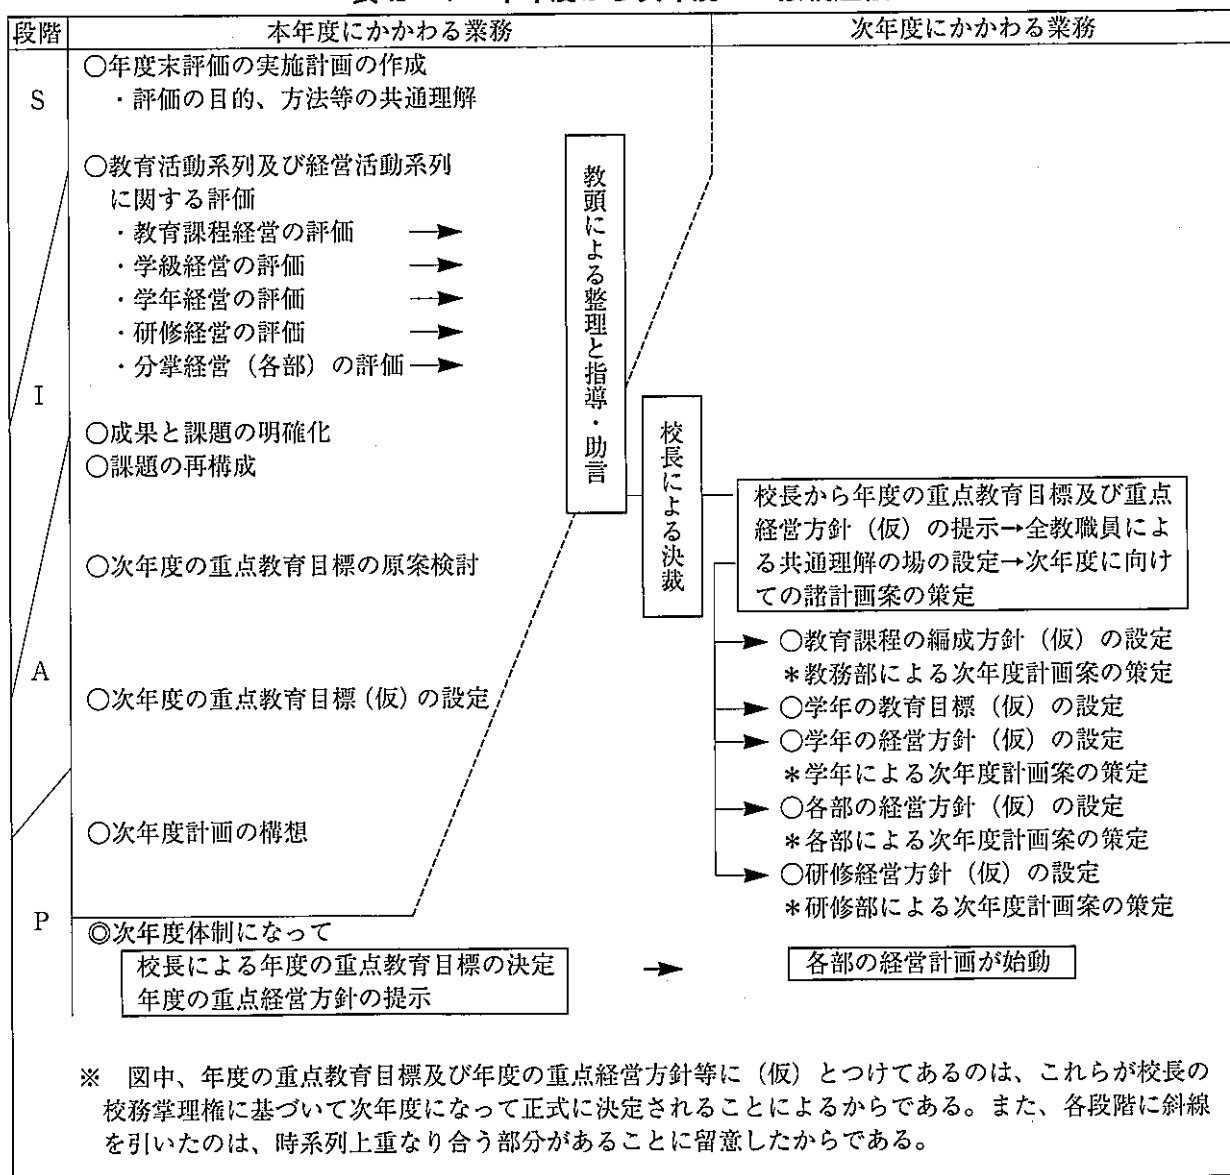 段階
本年度にかかわる業務
次年度にかかわる業務
S
○年度末評価の実施計画の作成
・評価の目的、方法等の共通理解
○教育活動系列及び経営活動系列
に関する評価
・教育課程経営の評価
・学級経営の評価
・学年経営の評価
・研修経営の評価
・分掌経営（各部）の評価
I
○成果と課題の明確化
○課題の再構成
○次年度の重点教育目標の原案検討
A
○次年度の重点教育目標（仮）の設定
○次年度計画の構想
教頭による整理と指導・助言
校長による決裁
校長から年度の重点教育目標及び重点
経営方針（仮）の提示→全教職員によ
る共通理解の場の設定→次年度に向け
ての諸計画案の策定
○教育課程の編成方針（仮）の設定
＊教務部による次年度計画案の策定
○学年の教育目標（仮）の設定
○学年の経営方針（仮）の設定
＊学年による次年度計画案の策定
○各部の経営方針（仮）の設定
＊各部による次年度計画案の策定
○研修経営方針（仮）の設定
＊研修部による次年度計画案の策定
P
◎次年度体制になって
校長による年度の重点教育目標の決定
年度の重点経営方針の提示
各部の経営計画が始動
※　図中、年度の重点教育目標及び年度の重点経営方針等に（仮）とつけてあるのは、これらが校長の
校務掌理権に基づいて次年度になって正式に決定されることによるからである。また、各段階に斜線
を引いたのは、時系列上重なり合う部分があることに留意したからである。